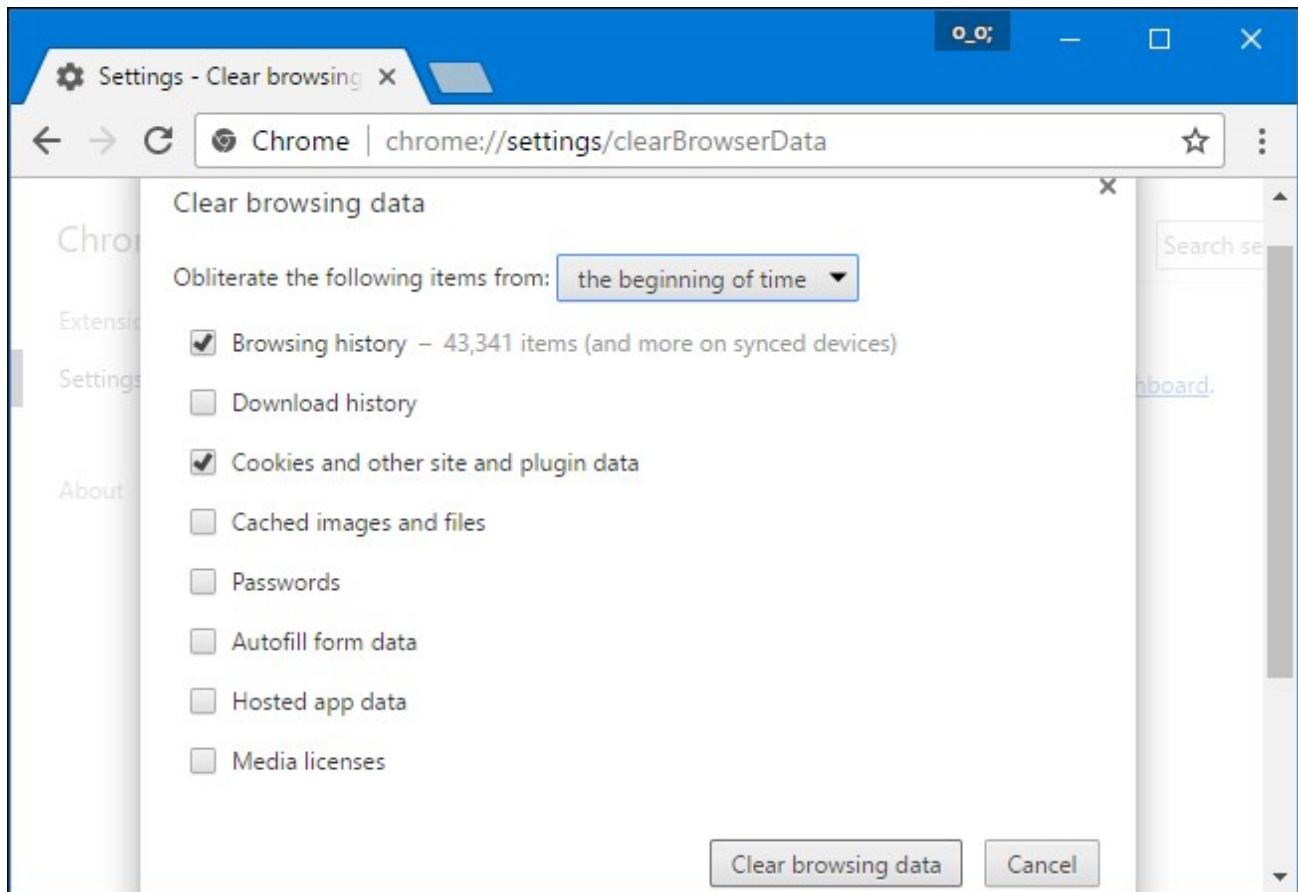 o_o;
Settings - Clear browsing
Chrome | chrome://settings/clearBrowserData
Clear browsing data
Chro
Search se
Obliterate the following items from: the beginning of time
Extensio
Browsing history – 43,341 items (and more on synced devices)
Settings
hboard.
Download history
Cookies and other site and plugin data
About
Cached images and files
Passwords
Autofill form data
Hosted app data
Media licenses
Clear browsing data Cancel